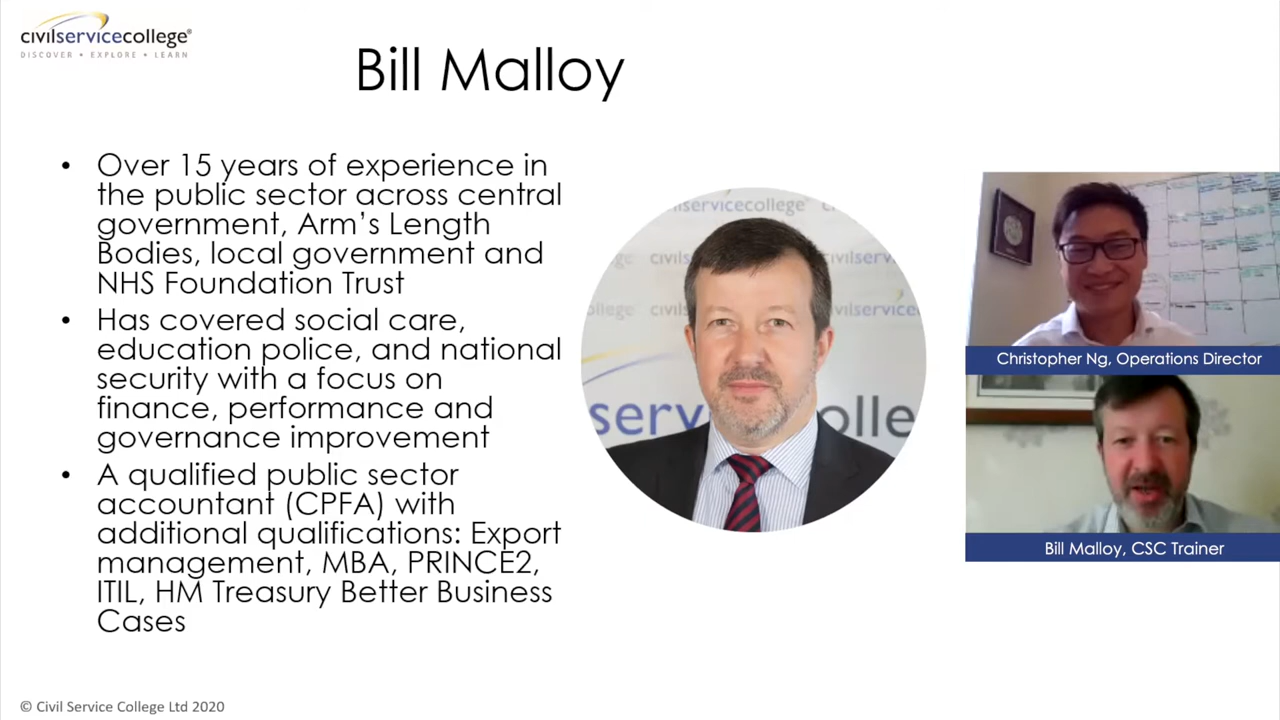 civilservicecollege®
DISCOVER • EXPLORE • LEARN
Bill Malloy
• Over 15 years of experience in
the public sector across central
government, Arm's Length
Bodies, local government and
NHS Foundation Trust
• Has covered social care,
education police, and national
security with a focus on
finance, performance and
governance improvement
• A qualified public sector
accountant (CPFA) with
additional qualifications: Export
management, MBA, PRINCE2,
ITIL, HM Treasury Better Business
Cases
Christopher Ng, Operations Director
Bill Malloy, CSC Trainer
© Civil Service College Ltd 2020